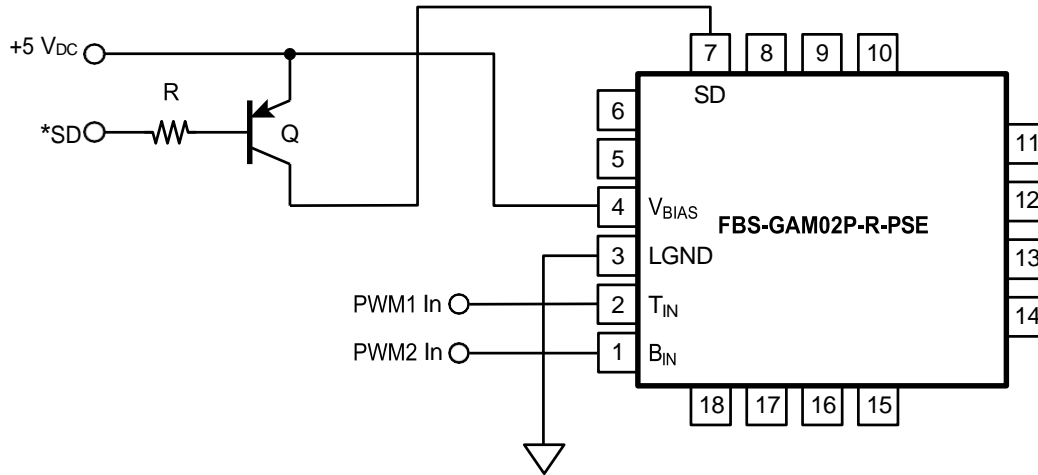 +5 VDC
R
*SD
Q
7 8 9 10
SD
6
5
4 VBIAS
3 LGND
2 TIN
1 BIN
FBS-GAM02P-R-PSE
11
12
13
14
PWM1 In
PWM2 In
18 17 16 15